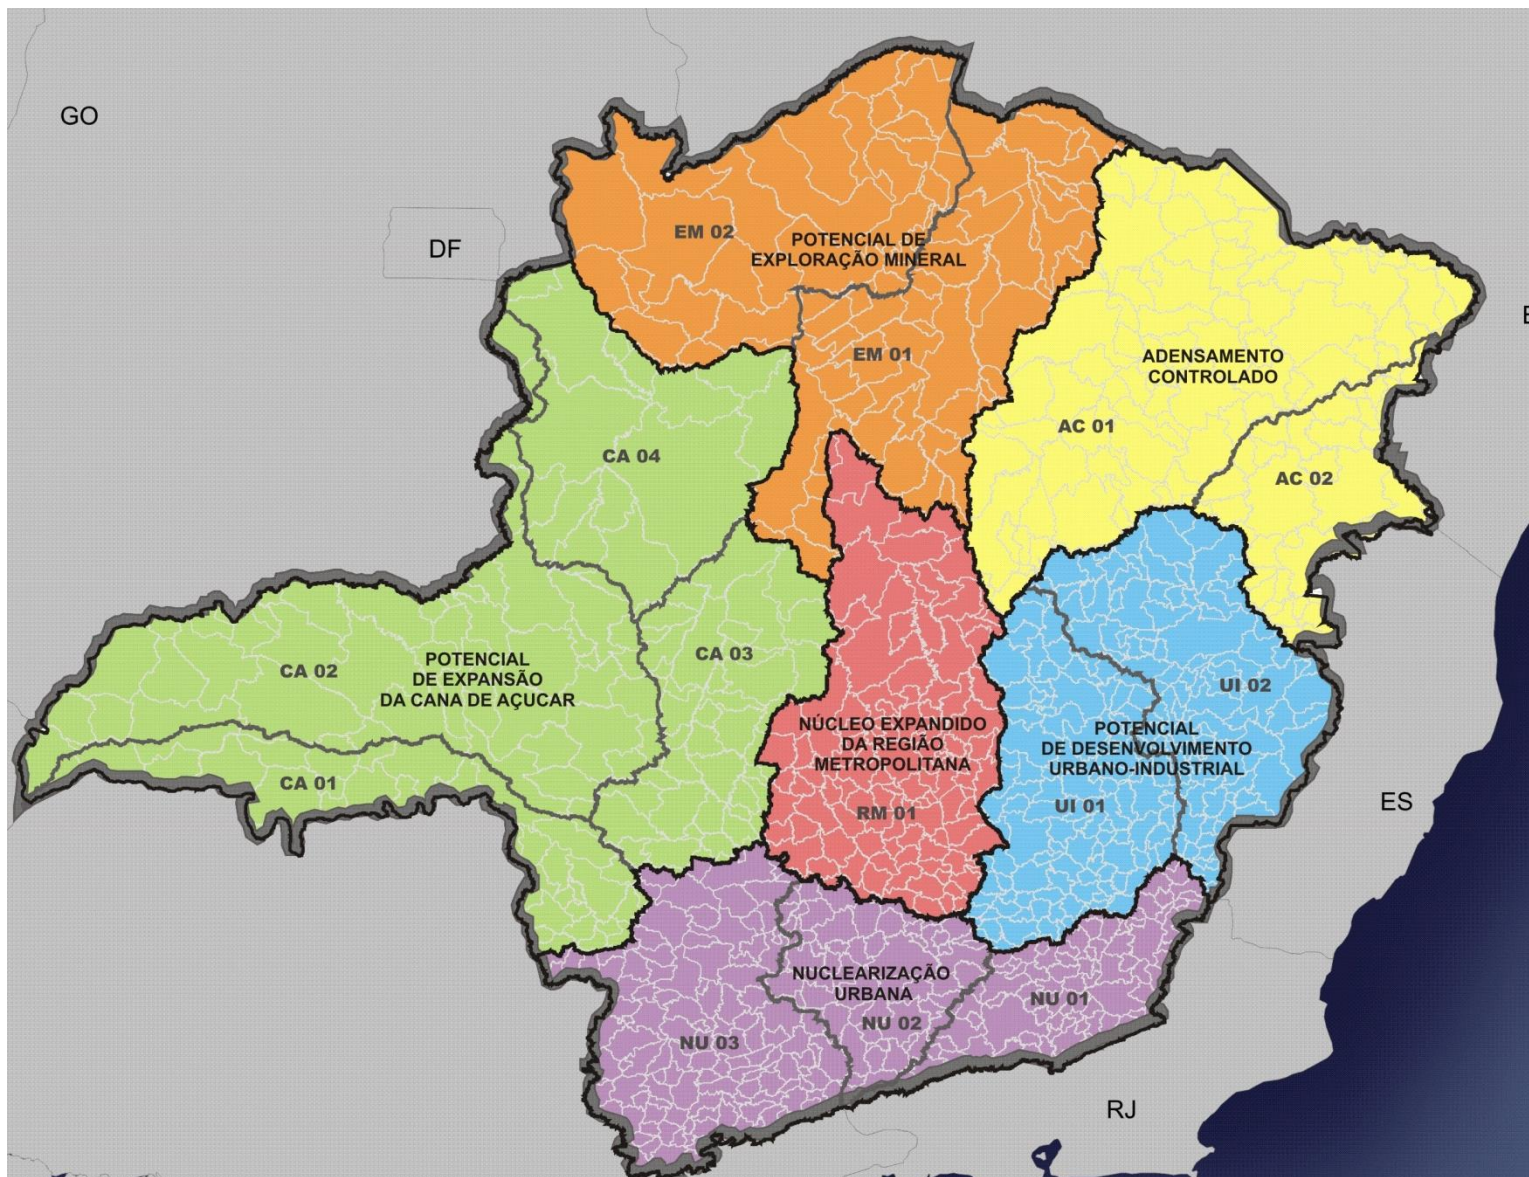 GO
DF
EM 02
POTENCIAL DE
EXPLORAÇÃO MINERAL
EM 01
ADENSAMENTO
CONTROLADO
AC 01
AC 02
CA 04
CA 03
CA 02
POTENCIAL
DE EXPANSÃO
DA CANA DE AÇUCAR
CA 01
NÚCLEO EXPANDIDO
DA REGIÃO
METROPOLITANA
RM 01
UI 02
POTENCIAL
DE DESENVOLVIMENTO
URBANO-INDUSTRIAL
UI 01
ES
NUCLEARIZAÇÃO
URBANA
NU 01
NU 02
NU 03
RJ